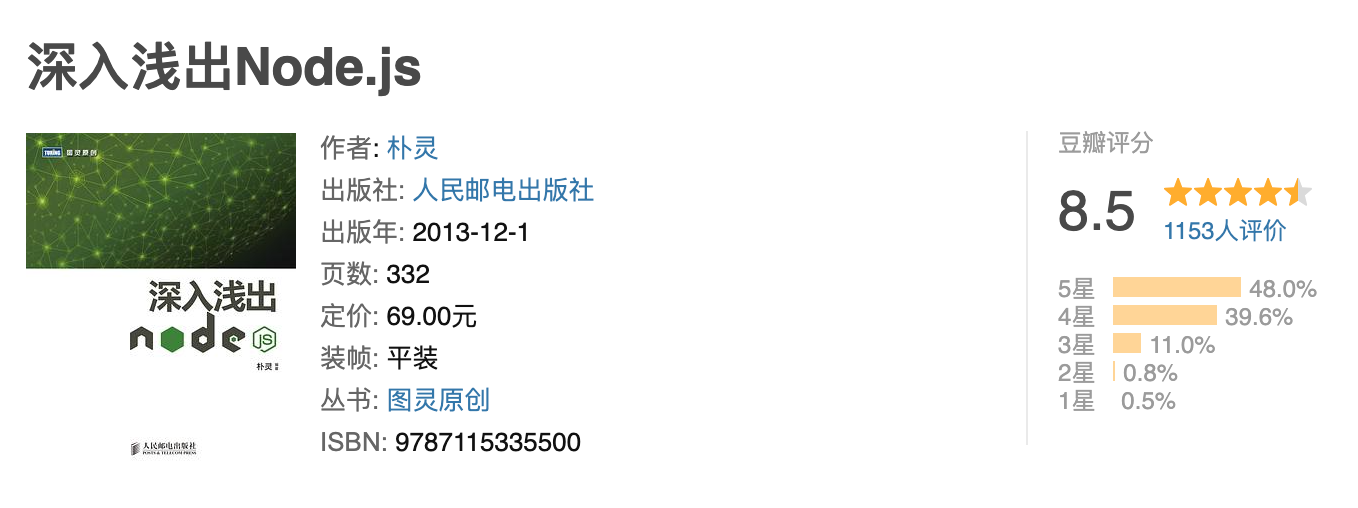 深入浅出Node.js
TURING 图灵原创
深入浅出
node JS
朴灵
人民邮电出版社
POSTS & TELECOM PRESS
作者: 朴灵
出版社: 人民邮电出版社
出版年: 2013-12-1
页数: 332
定价: 69.00元
装帧: 平装
丛书: 图灵原创
ISBN: 9787115335500
豆瓣评分
8.5
1153人评价
5星 48.0%
4星 39.6%
3星 11.0%
2星 0.8%
1星 0.5%